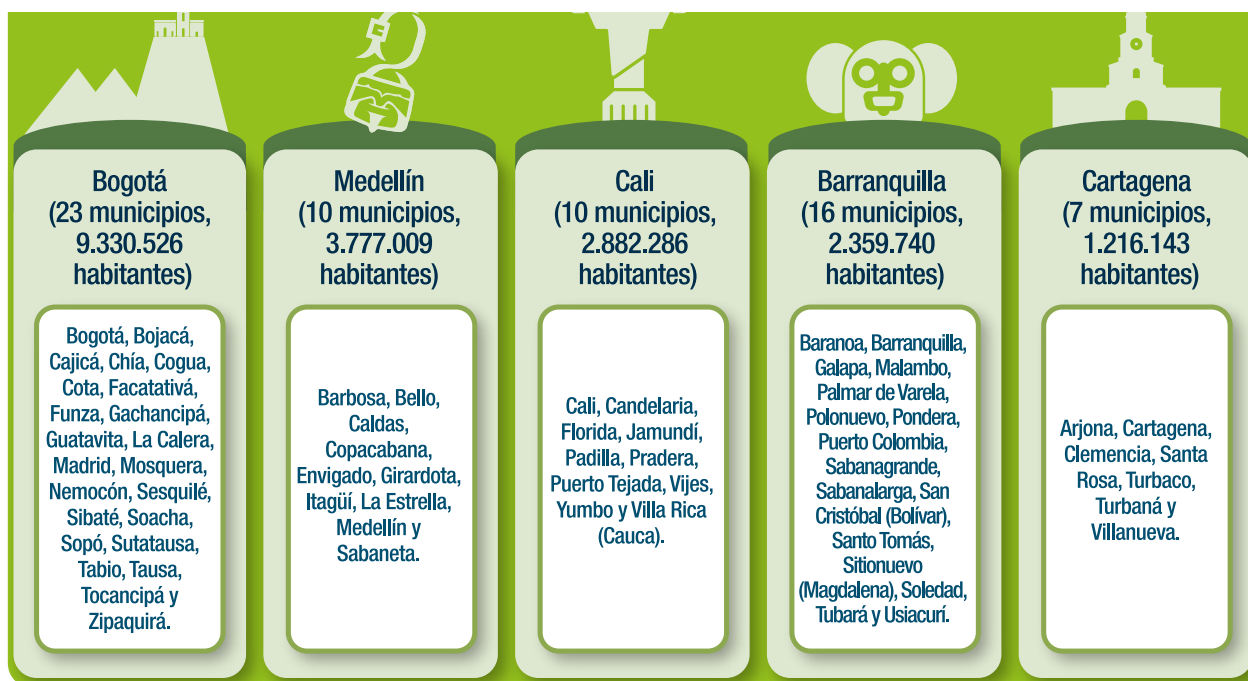 Bogotá
(23 municipios,
9.330.526
habitantes)
Bogotá, Bojacá,
Cajicá, Chía, Cogua,
Cota, Facatativá,
Funza, Gachancipá,
Guatavita, La Calera,
Madrid, Mosquera,
Nemocón, Sesquilé,
Sibaté, Soacha,
Sopó, Sutatausa,
Tabio, Tausa,
Tocancipá y
Zipaquirá.
Medellín
(10 municipios,
3.777.009
habitantes)
Barbosa, Bello,
Caldas,
Copacabana,
Envigado, Girardota,
Itagüí, La Estrella,
Medellín y
Sabaneta.
Cali
(10 municipios,
2.882.286
habitantes)
Cali, Candelaria,
Florida, Jamundí,
Padilla, Pradera,
Puerto Tejada, Vijes,
Yumbo y Villa Rica
(Cauca).
Barranquilla
(16 municipios,
2.359.740
habitantes)
Baranoa, Barranquilla,
Galapa, Malambo,
Palmar de Varela,
Polonuevo, Pondera,
Puerto Colombia,
Sabanagrande,
Sabanalarga, San
Cristóbal (Bolívar),
Santo Tomás,
Sitionuevo
(Magdalena), Soledad,
Tubará y Usiacurí.
Cartagena
(7 municipios,
1.216.143
habitantes)
Arjona, Cartagena,
Clemencia, Santa
Rosa, Turbaco,
Turbaná y
Villanueva.